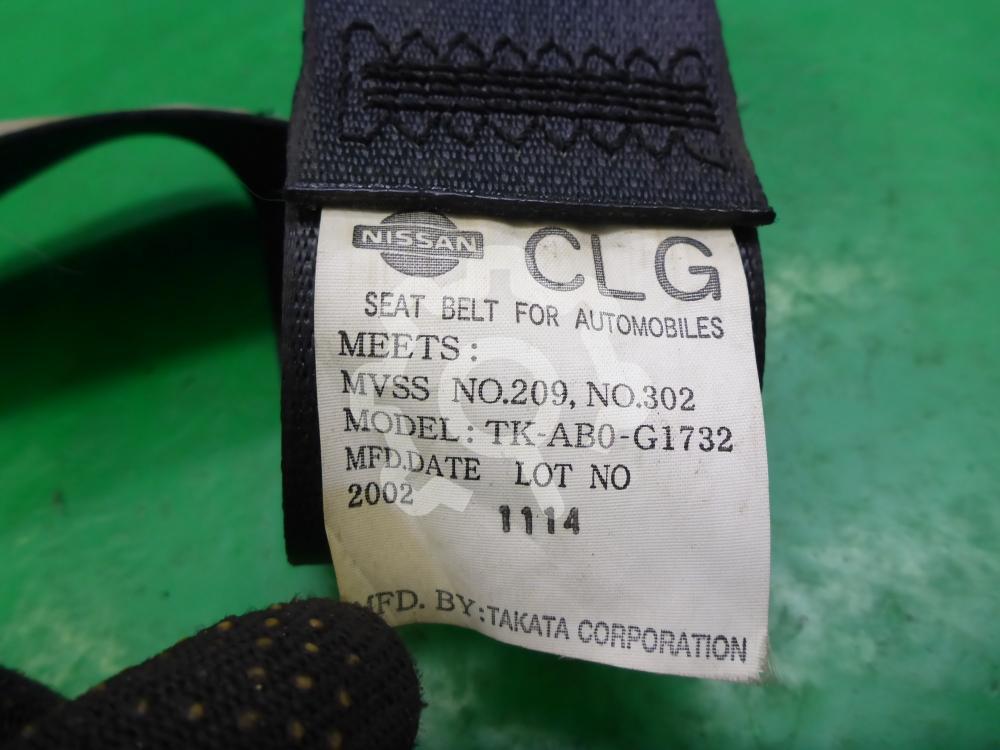 NISSAN CLG
SEAT BELT FOR AUTOMOBILES
MEETS:
MVSS NO.209, NO.302
MODEL: TK-AB0-G1732
MFD.DATE LOT NO
2002 1114
MFD. BY:TAKATA CORPORATION